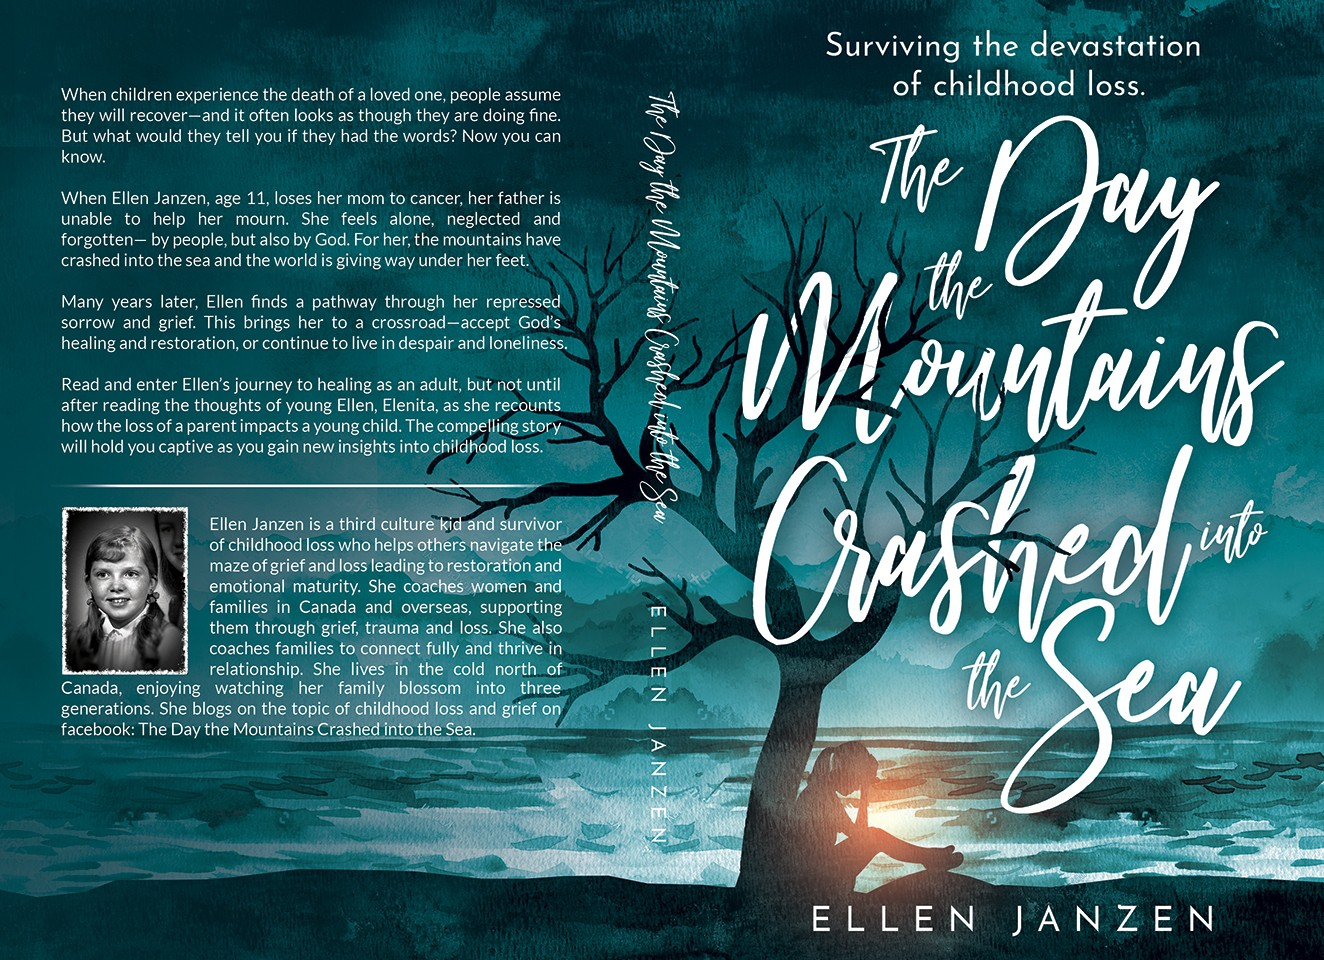 When children experience the death of a loved one, people assume
they will recover—and it often looks as though they are doing fine.
But what would they tell you if they had the words? Now you can
know.
When Ellen Janzen, age 11, loses her mom to cancer, her father is
unable to help her mourn. She feels alone, neglected and
forgotten— by people, but also by God. For her, the mountains have
crashed into the sea and the world is giving way under her feet.
Many years later, Ellen finds a pathway through her repressed
sorrow and grief. This brings her to a crossroad—accept God's
healing and restoration, or continue to live in despair and loneliness.
Read and enter Ellen's journey to healing as an adult, but not until
after reading the thoughts of young Ellen, Elenita, as she recounts
how the loss of a parent impacts a young child. The compelling story
will hold you captive as you gain new insights into childhood loss.
Ellen Janzen is a third culture kid and survivor
of childhood loss who helps others navigate the
maze of grief and loss leading to restoration and
emotional maturity. She coaches women and
families in Canada and overseas, supporting
them through grief, trauma and loss. She also
coaches families to connect fully and thrive in
relationship. She lives in the cold north of
Canada, enjoying watching her family blossom into three
generations. She blogs on the topic of childhood loss and grief on
facebook: The Day the Mountains Crashed into the Sea.
The Day the Mountains Crashed into the Sea
ELLEN JANZEN
Surviving the devastation
of childhood loss.
The Day
the
Mountains
Crashed into
the Sea
ELLEN JANZEN